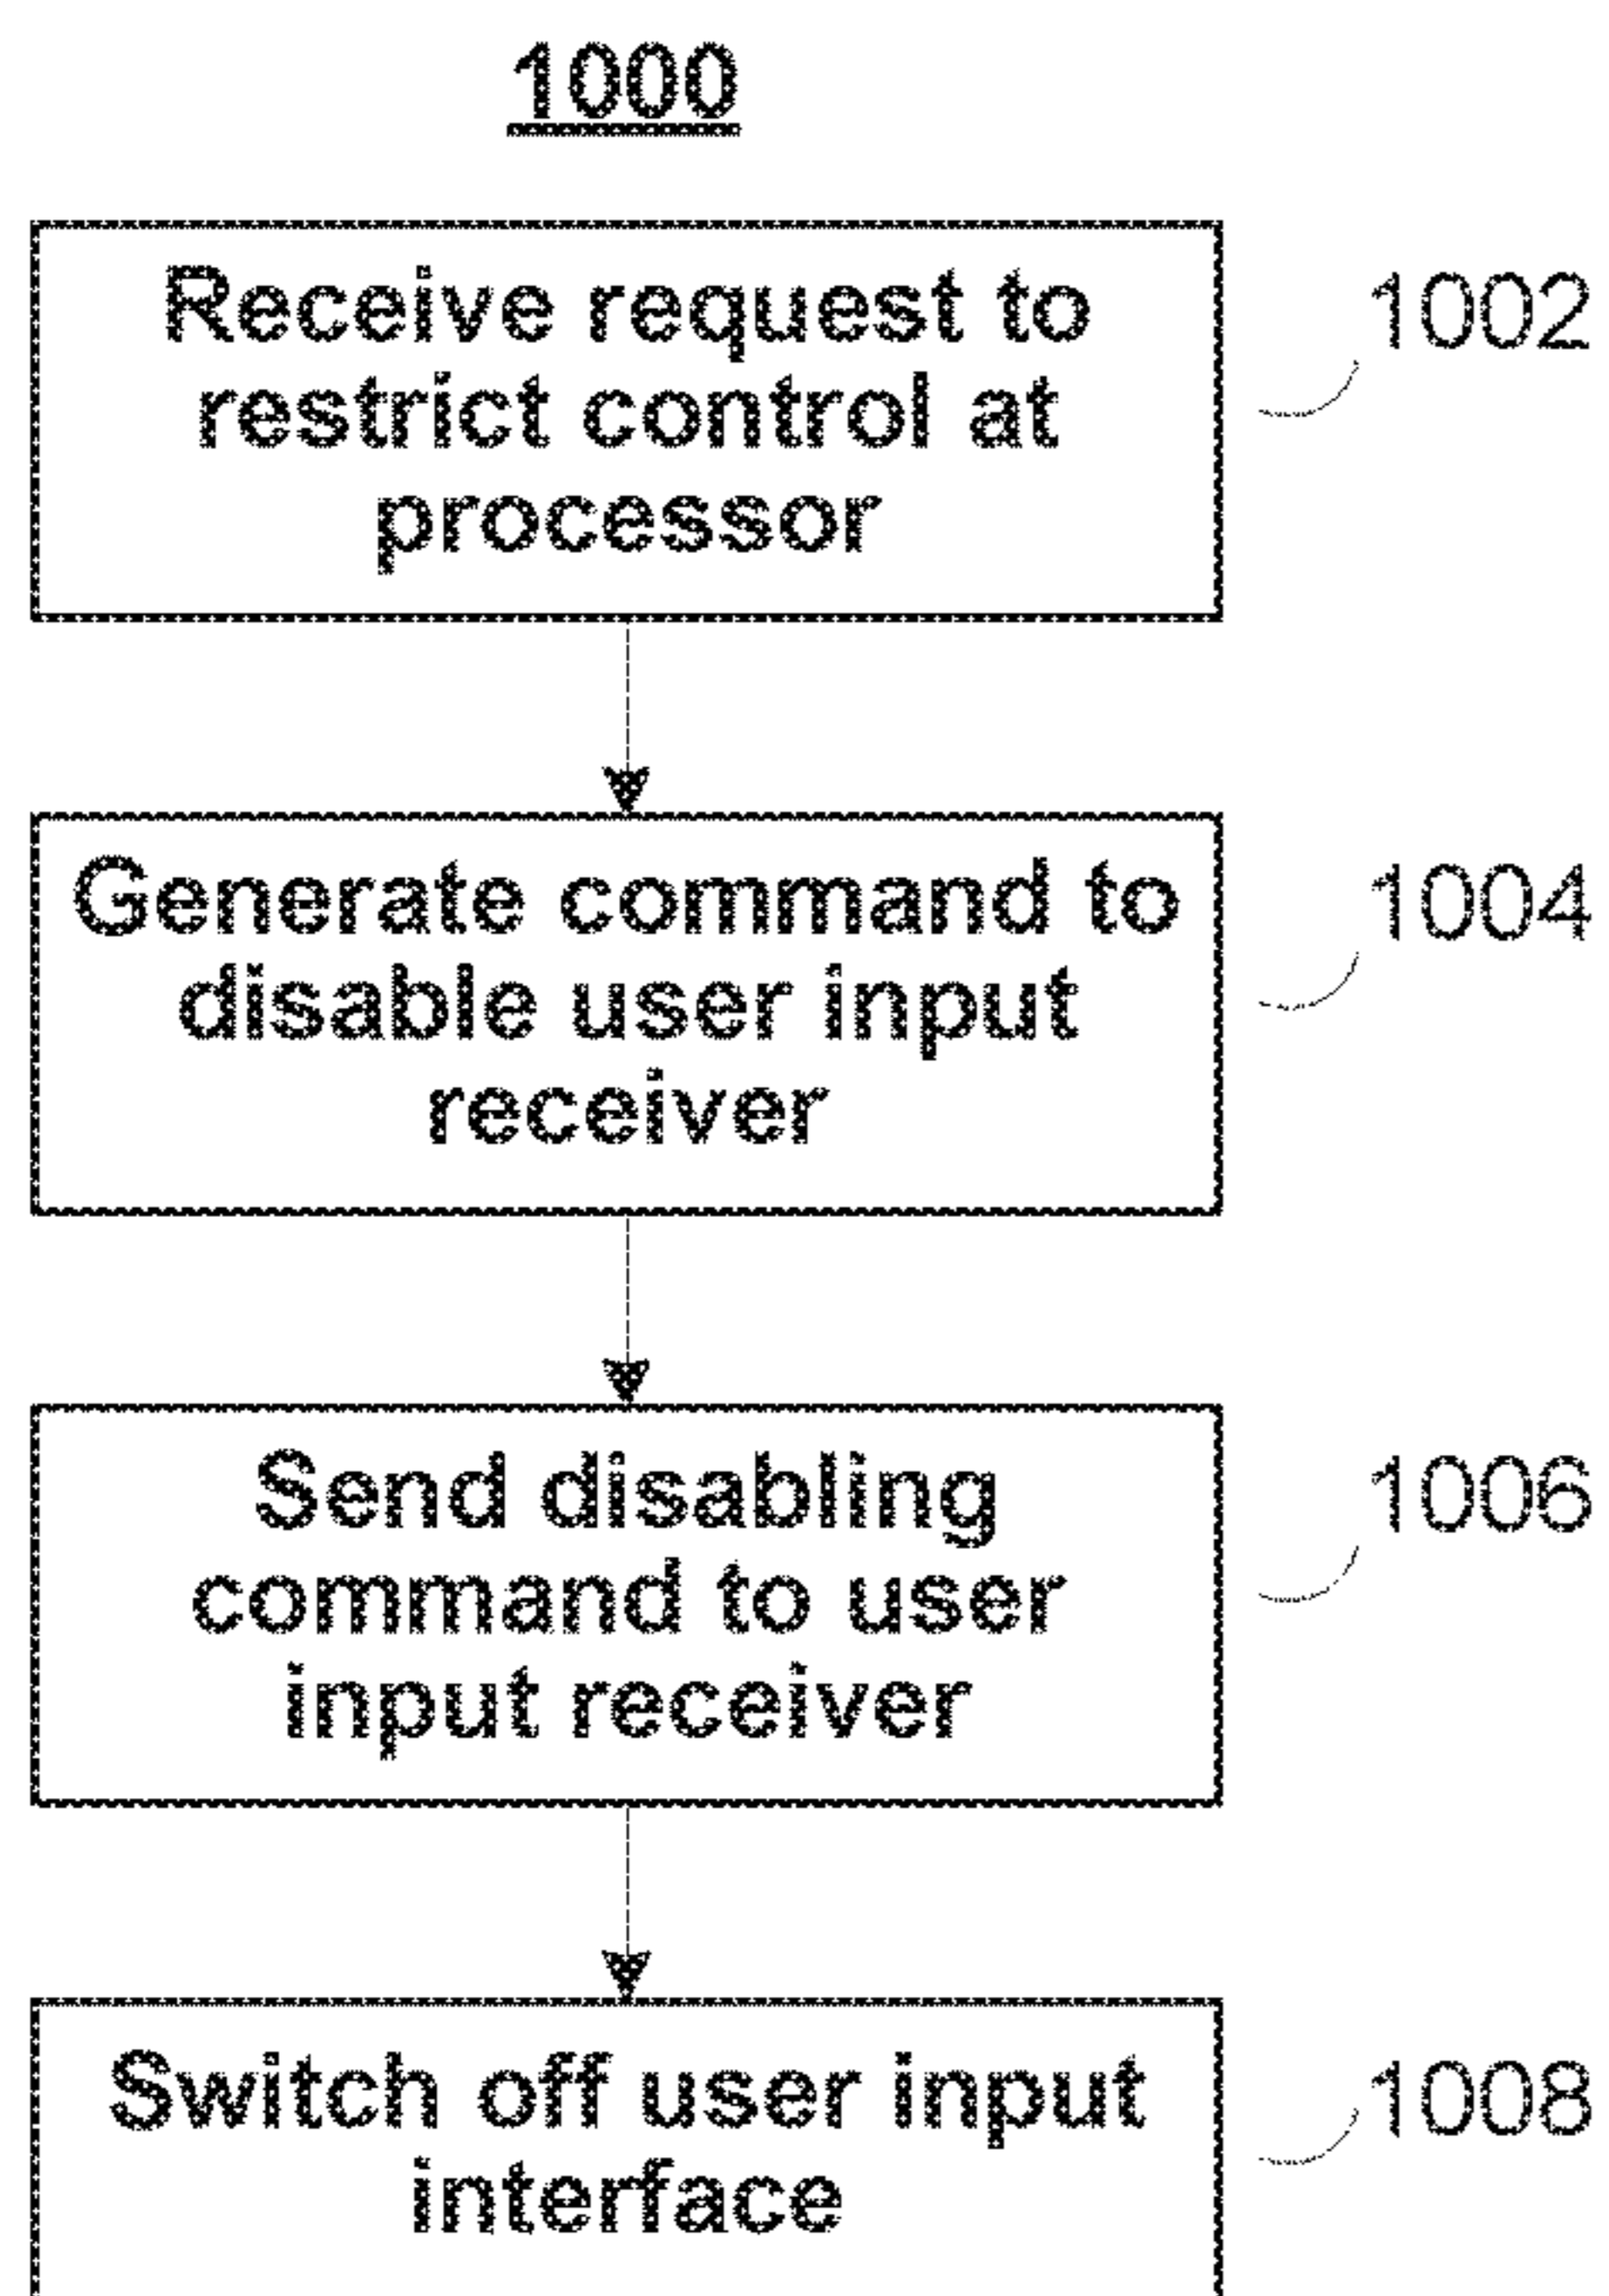 1000
Receive request to
restrict control at
processor
1002
Generate command to
disable user input
receiver
1004
Send disabling
command to user
input receiver
1006
Switch off user input
interface
1008